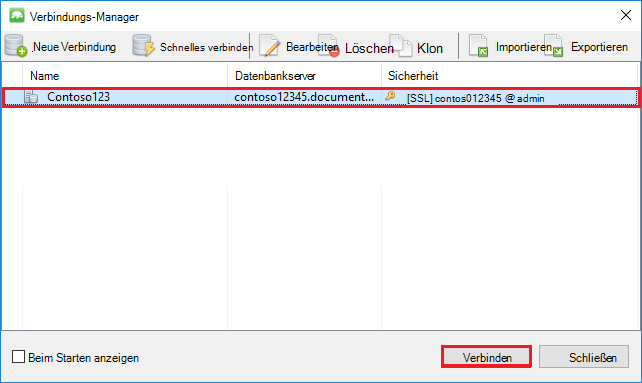 Verbindungs-Manager
Neue Verbindung Schnelles verbinden Bearbeiten Löschen Klon Importieren Exportieren
Name Datenbankserver Sicherheit
Contoso123 contoso12345.document... [SSL] contos012345 @ admin
Beim Starten anzeigen Verbinden Schließen